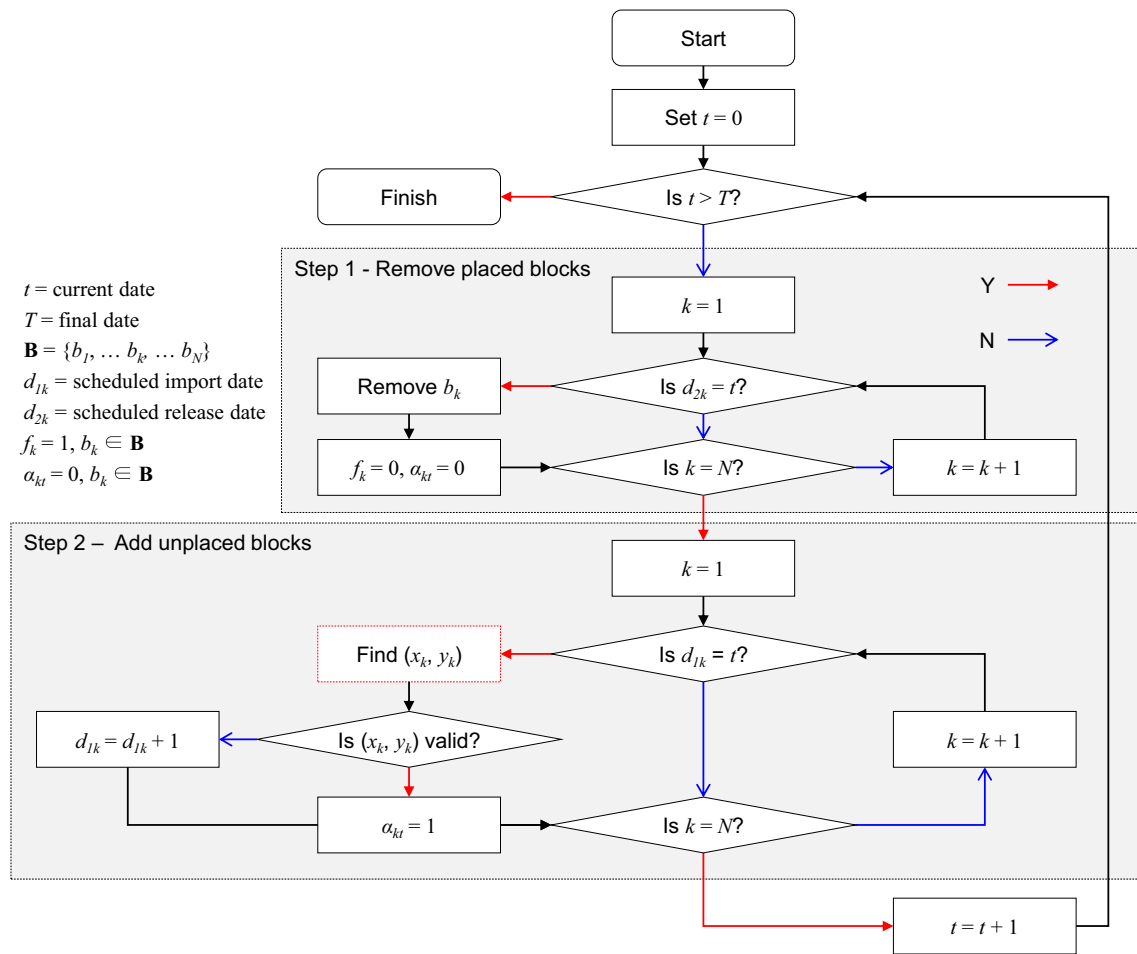 Start
Set t = 0
Finish
Is t > T?
Step 1 - Remove placed blocks
t = current date
T = final date
B = {b₁, … bₖ, … b_N}
d₁ₖ = scheduled import date
d₂ₖ = scheduled release date
fₖ = 1, bₖ ∈ B
αₖₜ = 0, bₖ ∈ B
Y
N
k = 1
Remove bₖ
Is d₂ₖ = t?
fₖ = 0, αₖₜ = 0
Is k = N?
k = k + 1
Step 2 – Add unplaced blocks
k = 1
Find (xₖ, yₖ)
Is d₁ₖ = t?
d₁ₖ = d₁ₖ + 1
Is (xₖ, yₖ) valid?
k = k + 1
αₖₜ = 1
Is k = N?
t = t + 1